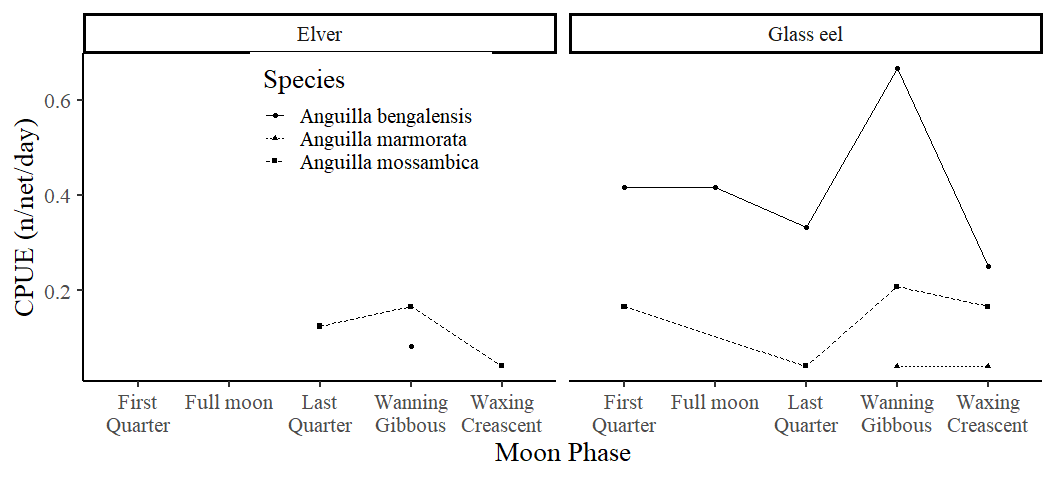 Elver
Glass eel
Species
Anguilla bengalensis
Anguilla marmorata
Anguilla mossambica
CPUE (n/net/day)
0.6
0.4
0.2
First
Quarter
Full moon
Last
Quarter
Wanning
Gibbous
Waxing
Creascent
First
Quarter
Full moon
Last
Quarter
Wanning
Gibbous
Waxing
Creascent
Moon Phase